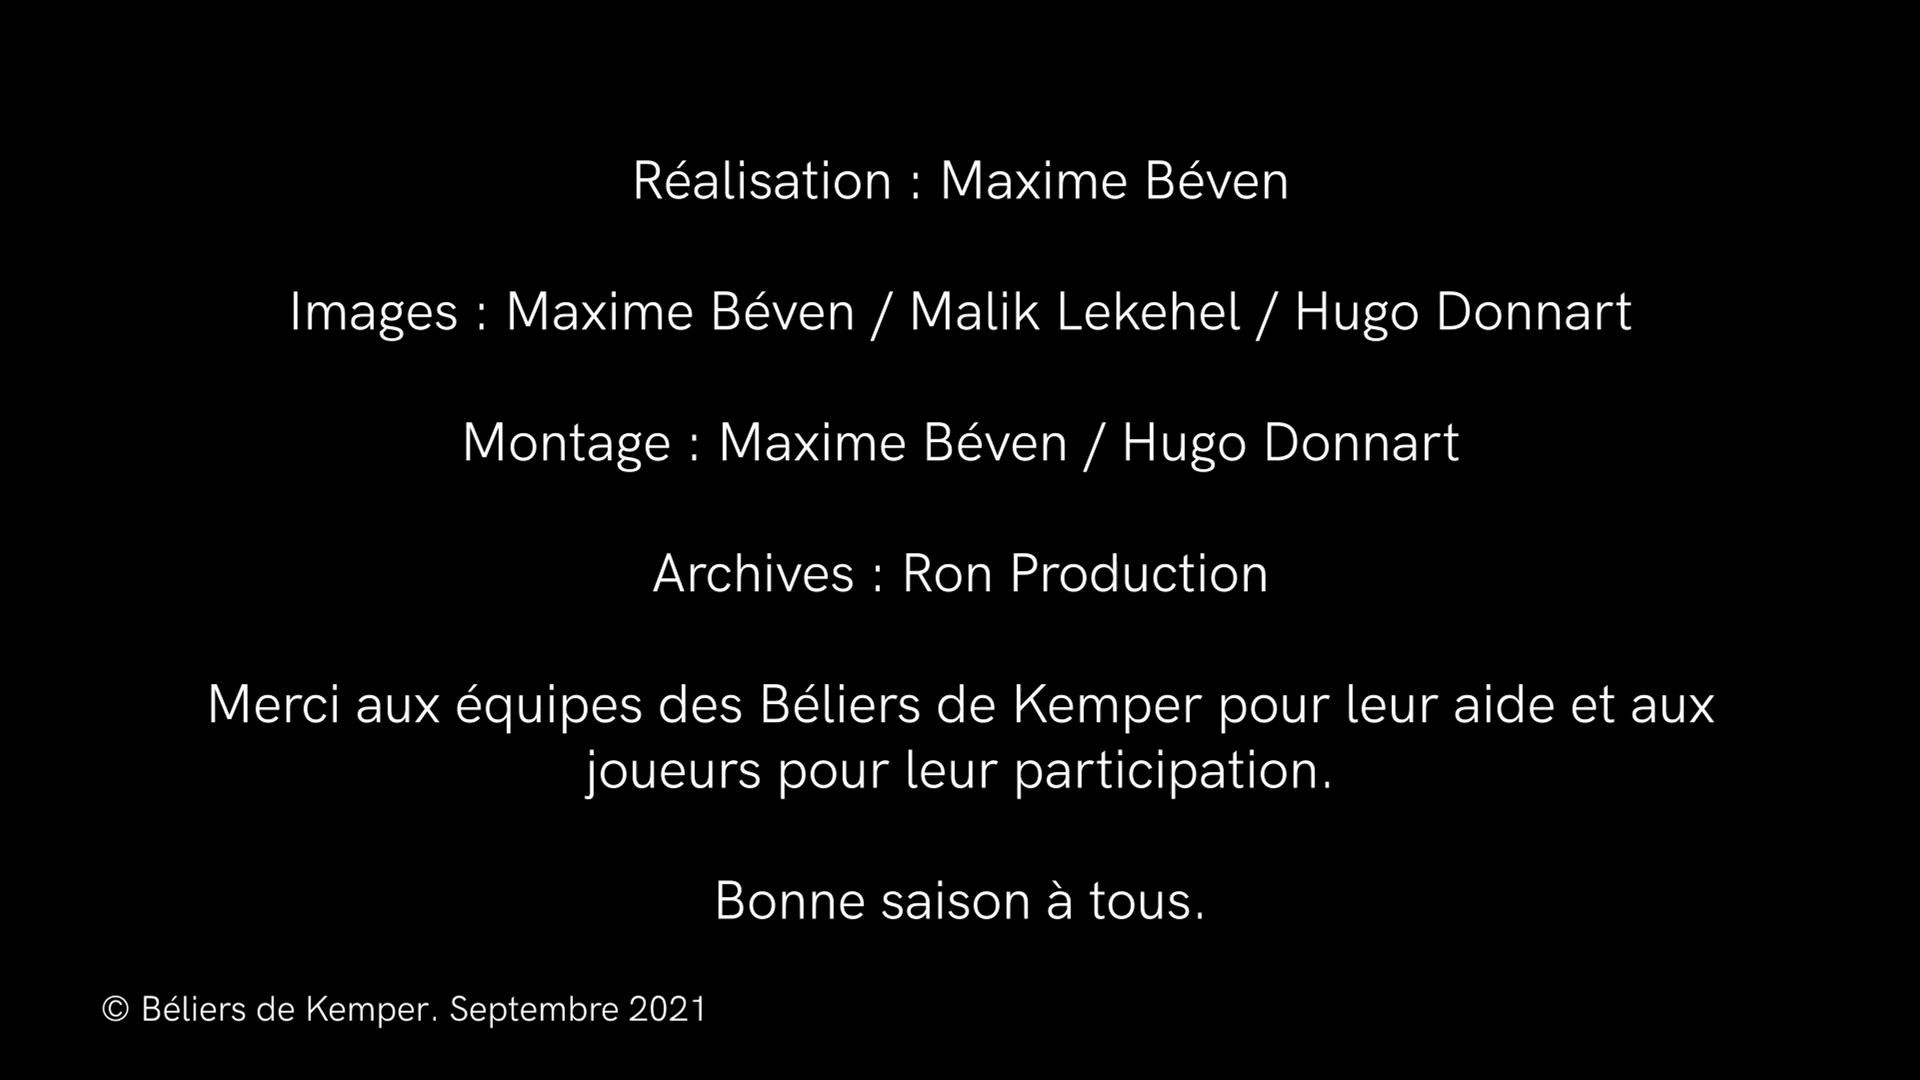 Réalisation : Maxime Béven
Images : Maxime Béven / Malik Lekehel / Hugo Donnart
Montage : Maxime Béven / Hugo Donnart
Archives : Ron Production
Merci aux équipes des Béliers de Kemper pour leur aide et aux
joueurs pour leur participation.
Bonne saison à tous.
© Béliers de Kemper. Septembre 2021